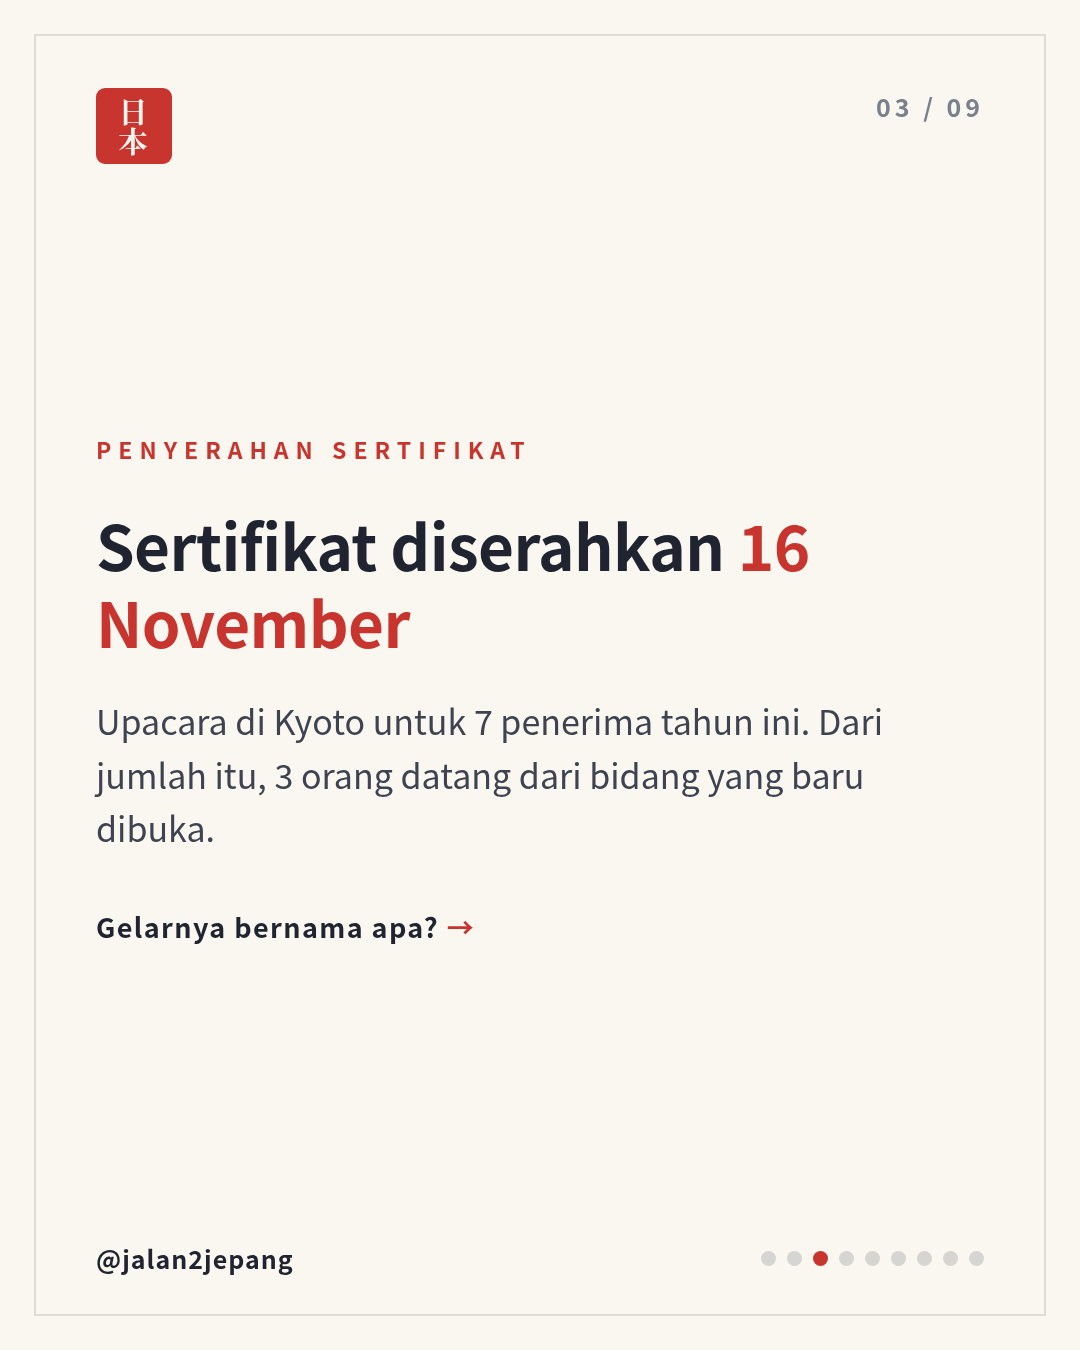 日
本
03 / 09
PENYERAHAN SERTIFIKAT
Sertifikat diserahkan 16
November
Upacara di Kyoto untuk 7 penerima tahun ini. Dari
jumlah itu, 3 orang datang dari bidang yang baru
dibuka.
Gelarnya bernama apa? →
@jalan2jepang